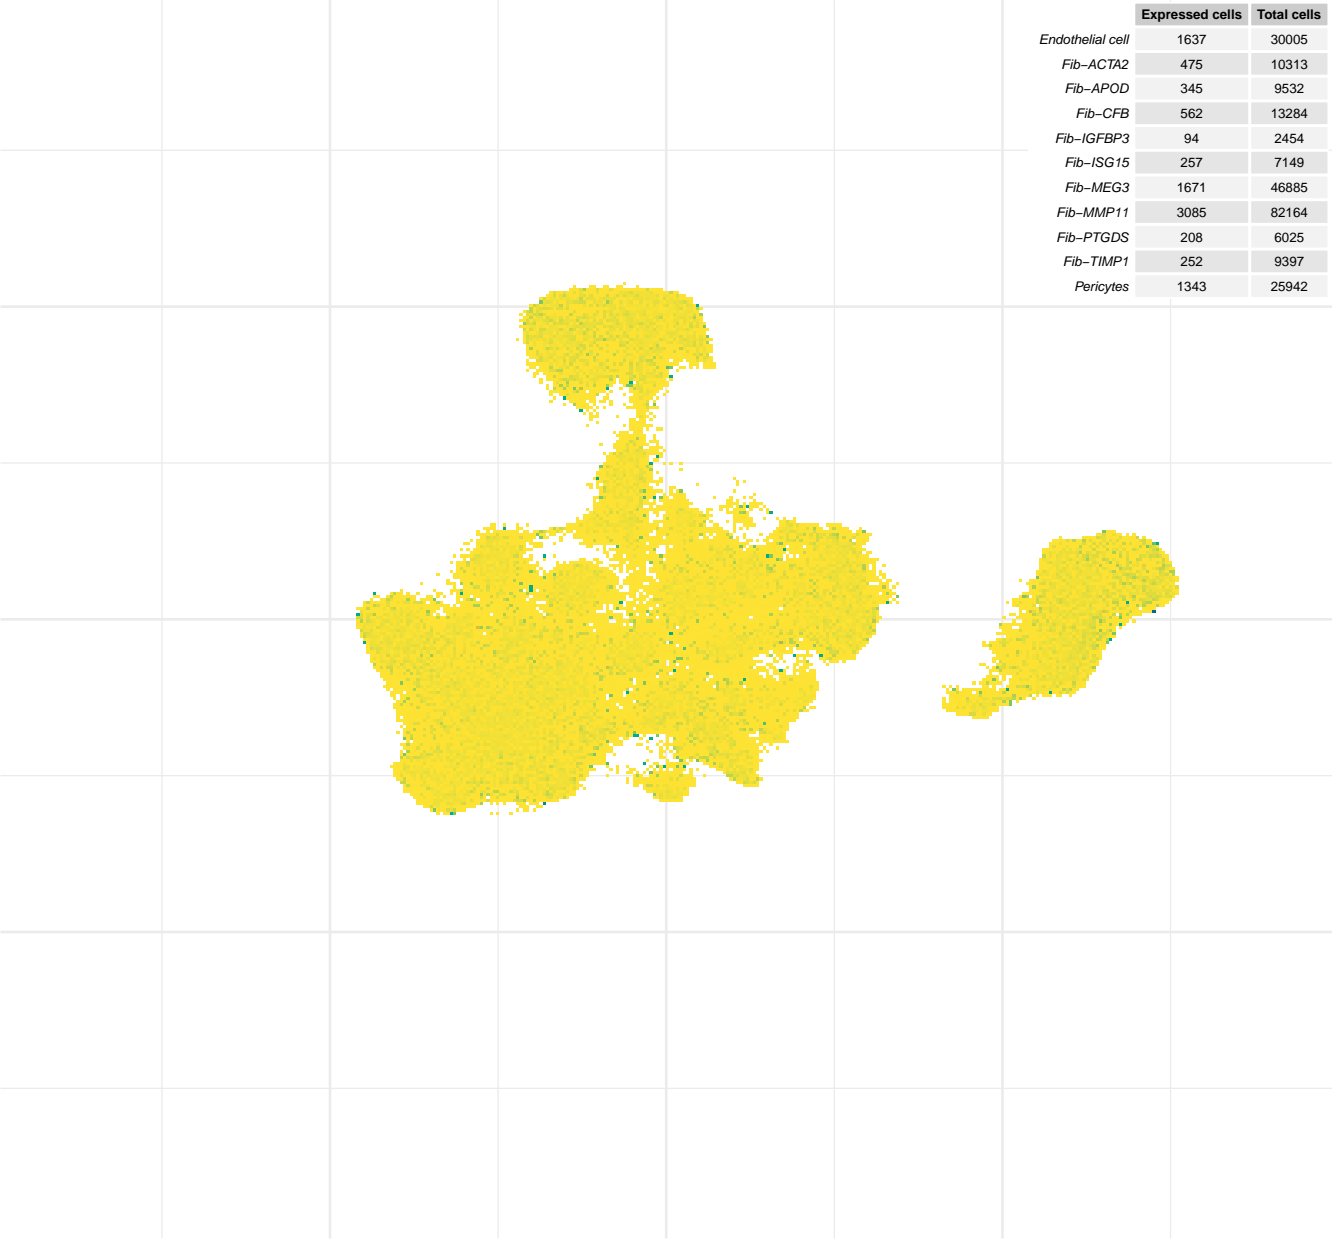 Expressed cells Total cells
Endothelial cell 1637 30005
Fib−ACTA2 475 10313
Fib−APOD 345 9532
Fib−CFB 562 13284
Fib−IGFBP3 94 2454
Fib−ISG15 257 7149
Fib−MEG3 1671 46885
Fib−MMP11 3085 82164
Fib−PTGDS 208 6025
Fib−TIMP1 252 9397
Pericytes 1343 25942